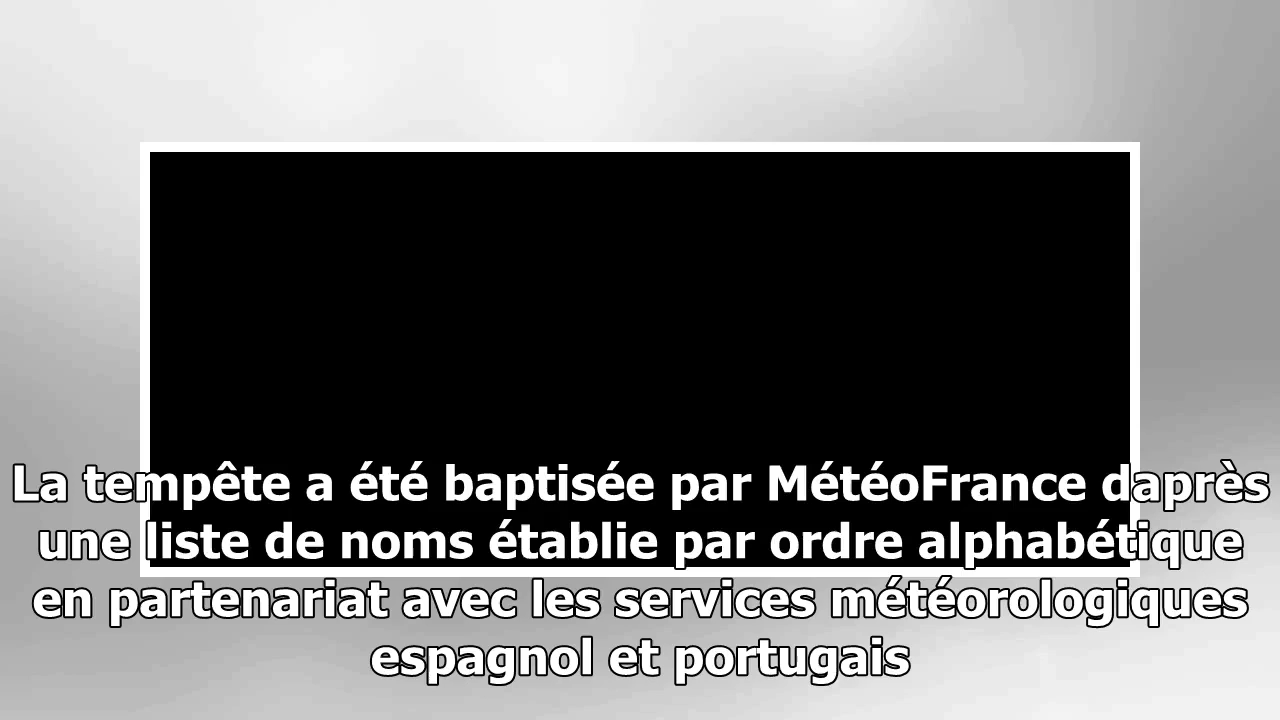 La tempête a été baptisée par MétéoFrance daprès
une liste de noms établie par ordre alphabétique
en partenariat avec les services météorologiques
espagnol et portugais